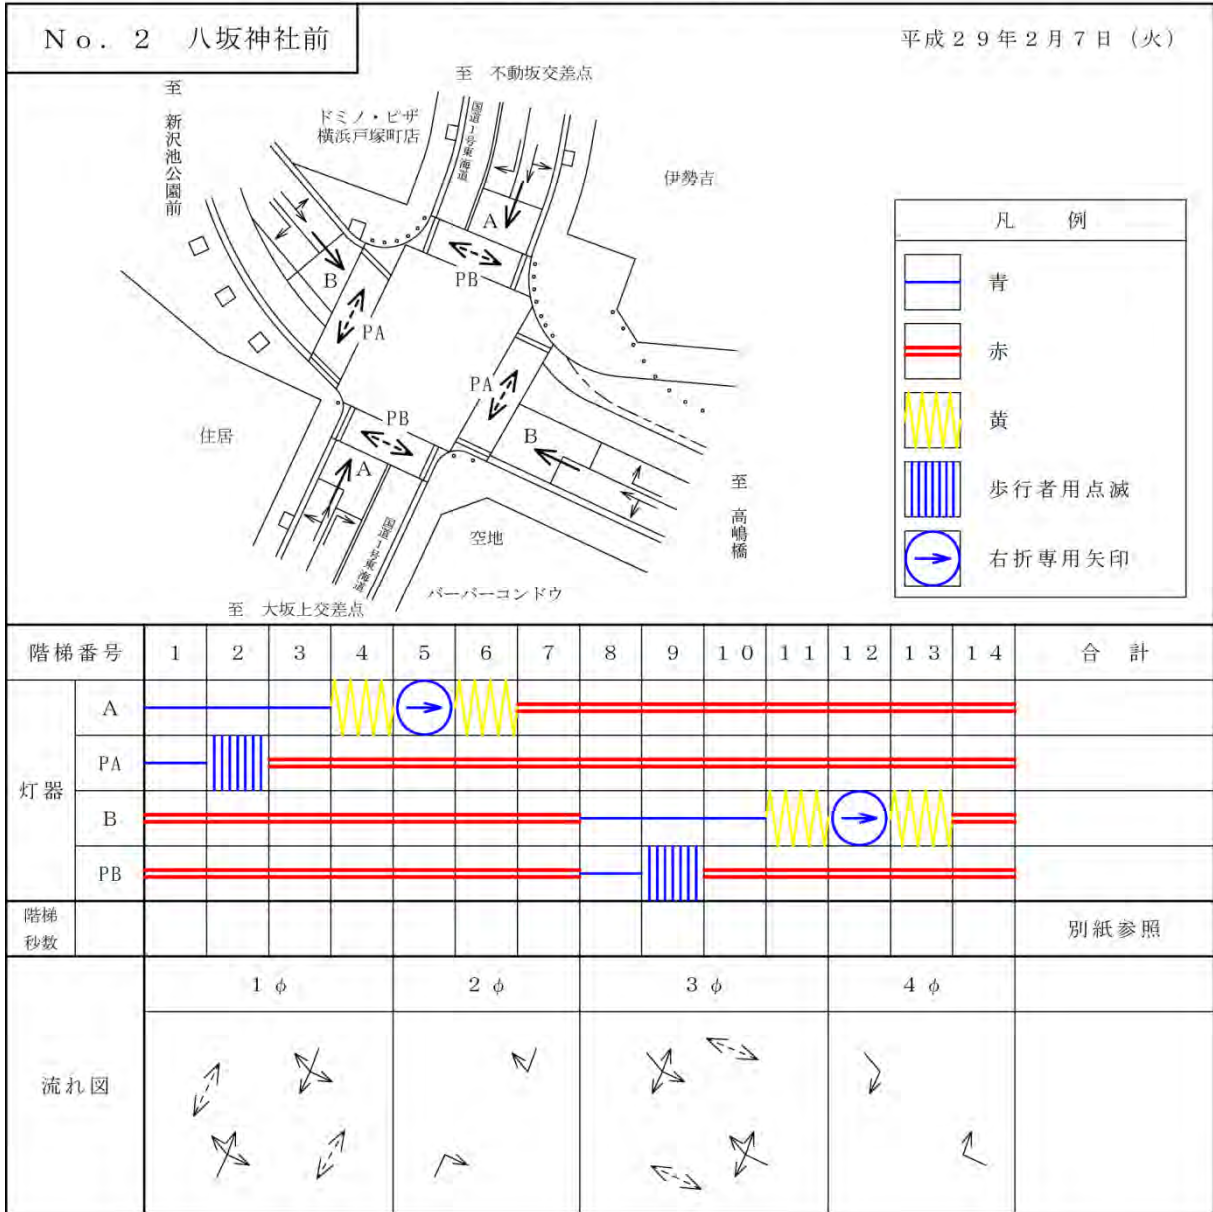 No. 2 八坂神社前
平成29年2月7日（火）
至 不動坂交差点
至 新沢池公園前
ドミノ・ピザ
横浜戸塚町店
国道1号東海道
伊勢吉
A
PB
B
PA
PA
PB
B
A
住居
国道1号東海道
空地
至 高嶋橋
バーバーコンドウ
至 大坂上交差点
凡 例
青
赤
黄
歩行者用点滅
右折専用矢印
階梯番号 1 2 3 4 5 6 7 8 9 10 11 12 13 14 合 計
灯器
A
PA
B
PB
階梯
秒数
別紙参照
1φ 2φ 3φ 4φ
流れ図